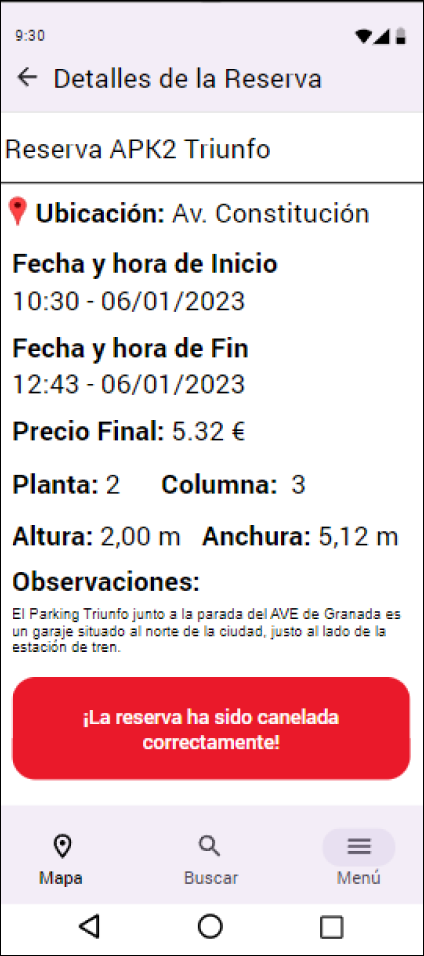 9:30
Detalles de la Reserva
Reserva APK2 Triunfo
Ubicación: Av. Constitución
Fecha y hora de Inicio
10:30 - 06/01/2023
Fecha y hora de Fin
12:43 - 06/01/2023
Precio Final: 5.32 €
Planta: 2 Columna: 3
Altura: 2,00 m Anchura: 5,12 m
Observaciones:
El Parking Triunfo junto a la parada del AVE de Granada es
un garaje situado al norte de la ciudad, justo al lado de la
estación de tren.
¡La reserva ha sido canelada
correctamente!
Mapa Buscar Menú